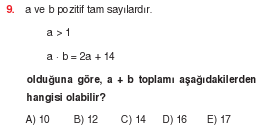 9. a ve b pozitif tam sayılardır.
a > 1
a · b = 2a + 14
olduğuna göre, a + b toplamı aşağıdakilerden
hangisi olabilir?
A) 10 B) 12 C) 14 D) 16 E) 17